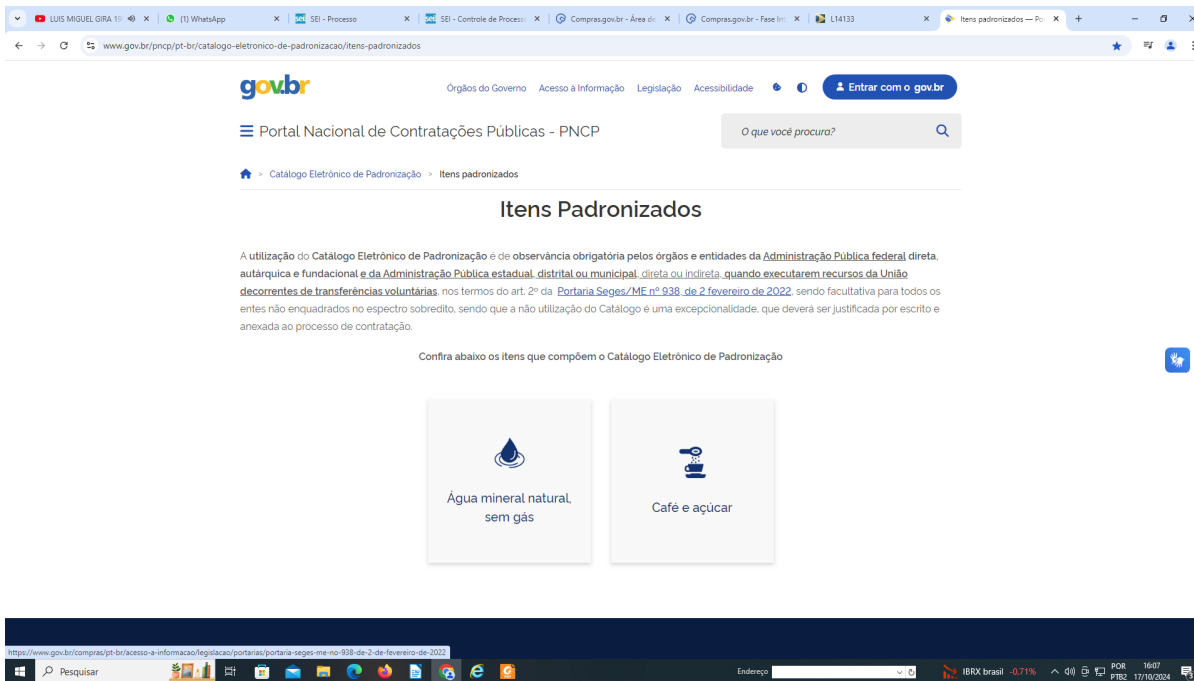 LUIS MIGUEL GIRA 19
(1) WhatsApp
SEI - Processo
SEI - Controle de Processo
Compras.gov.br - Área de
Compras.gov.br - Fase Int
L14133
Itens padronizados — Po
www.gov.br/pncp/pt-br/catalogo-eletronico-de-padronizacao/itens-padronizados
gov.br
Órgãos do Governo Acesso à Informação Legislação Acessibilidade
Entrar com o gov.br
Portal Nacional de Contratações Públicas - PNCP
O que você procura?
> Catálogo Eletrônico de Padronização > Itens padronizados
Itens Padronizados
A utilização do Catálogo Eletrônico de Padronização é de observância obrigatória pelos órgãos e entidades da Administração Pública federal direta,
autárquica e fundacional e da Administração Pública estadual, distrital ou municipal, direta ou indireta, quando executarem recursos da União
decorrentes de transferências voluntárias, nos termos do art. 2º da Portaria Seges/ME nº 938, de 2 fevereiro de 2022, sendo facultativa para todos os
entes não enquadrados no espectro sobredito, sendo que a não utilização do Catálogo é uma excepcionalidade, que deverá ser justificada por escrito e
anexada ao processo de contratação.
Confira abaixo os itens que compõem o Catálogo Eletrônico de Padronização
Água mineral natural,
sem gás
Café e açúcar
https://www.gov.br/compras/pt-br/acesso-a-informacao/legislacao/portarias/portaria-seges-me-no-938-de-2-de-fevereiro-de-2022
Pesquisar
Endereço
IBRX brasil -0,71%
POR
PTB2
16:07
17/10/2024